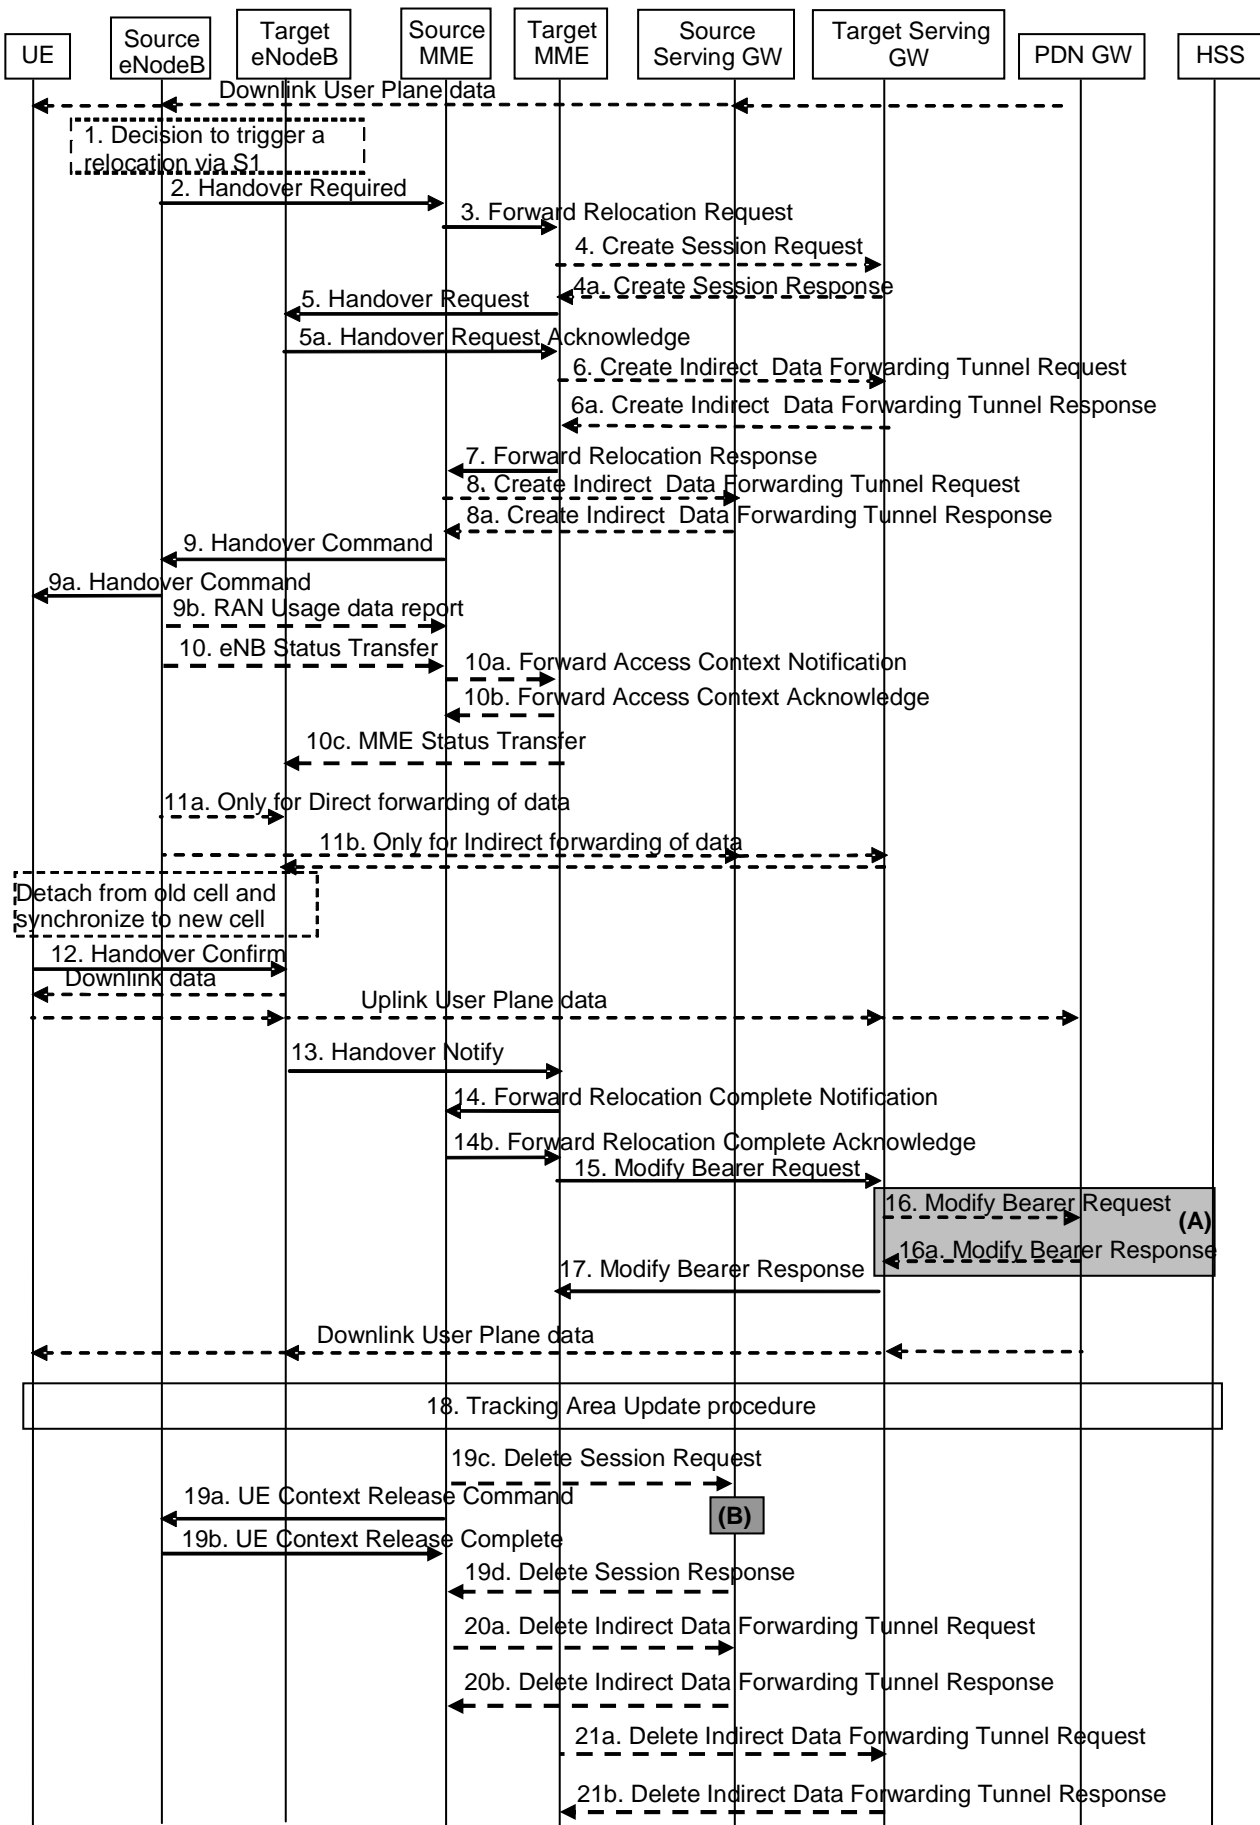 UE
Source
eNodeB
Target
eNodeB
Source
MME
Target
MME
Source
Serving GW
Target Serving
GW
PDN GW
HSS
Downlink User Plane data
1. Decision to trigger a
relocation via S1
2. Handover Required
3. Forward Relocation Request
4. Create Session Request
4a. Create Session Response
5. Handover Request
5a. Handover Request Acknowledge
6. Create Indirect Data Forwarding Tunnel Request
6a. Create Indirect Data Forwarding Tunnel Response
7. Forward Relocation Response
8. Create Indirect Data Forwarding Tunnel Request
8a. Create Indirect Data Forwarding Tunnel Response
9. Handover Command
9a. Handover Command
9b. RAN Usage data report
10. eNB Status Transfer
10a. Forward Access Context Notification
10b. Forward Access Context Acknowledge
10c. MME Status Transfer
11a. Only for Direct forwarding of data
11b. Only for Indirect forwarding of data
Detach from old cell and
synchronize to new cell
12. Handover Confirm
Downlink data
Uplink User Plane data
13. Handover Notify
14. Forward Relocation Complete Notification
14b. Forward Relocation Complete Acknowledge
15. Modify Bearer Request
16. Modify Bearer Request
(A)
16a. Modify Bearer Response
17. Modify Bearer Response
Downlink User Plane data
18. Tracking Area Update procedure
19c. Delete Session Request
19a. UE Context Release Command
(B)
19b. UE Context Release Complete
19d. Delete Session Response
20a. Delete Indirect Data Forwarding Tunnel Request
20b. Delete Indirect Data Forwarding Tunnel Response
21a. Delete Indirect Data Forwarding Tunnel Request
21b. Delete Indirect Data Forwarding Tunnel Response